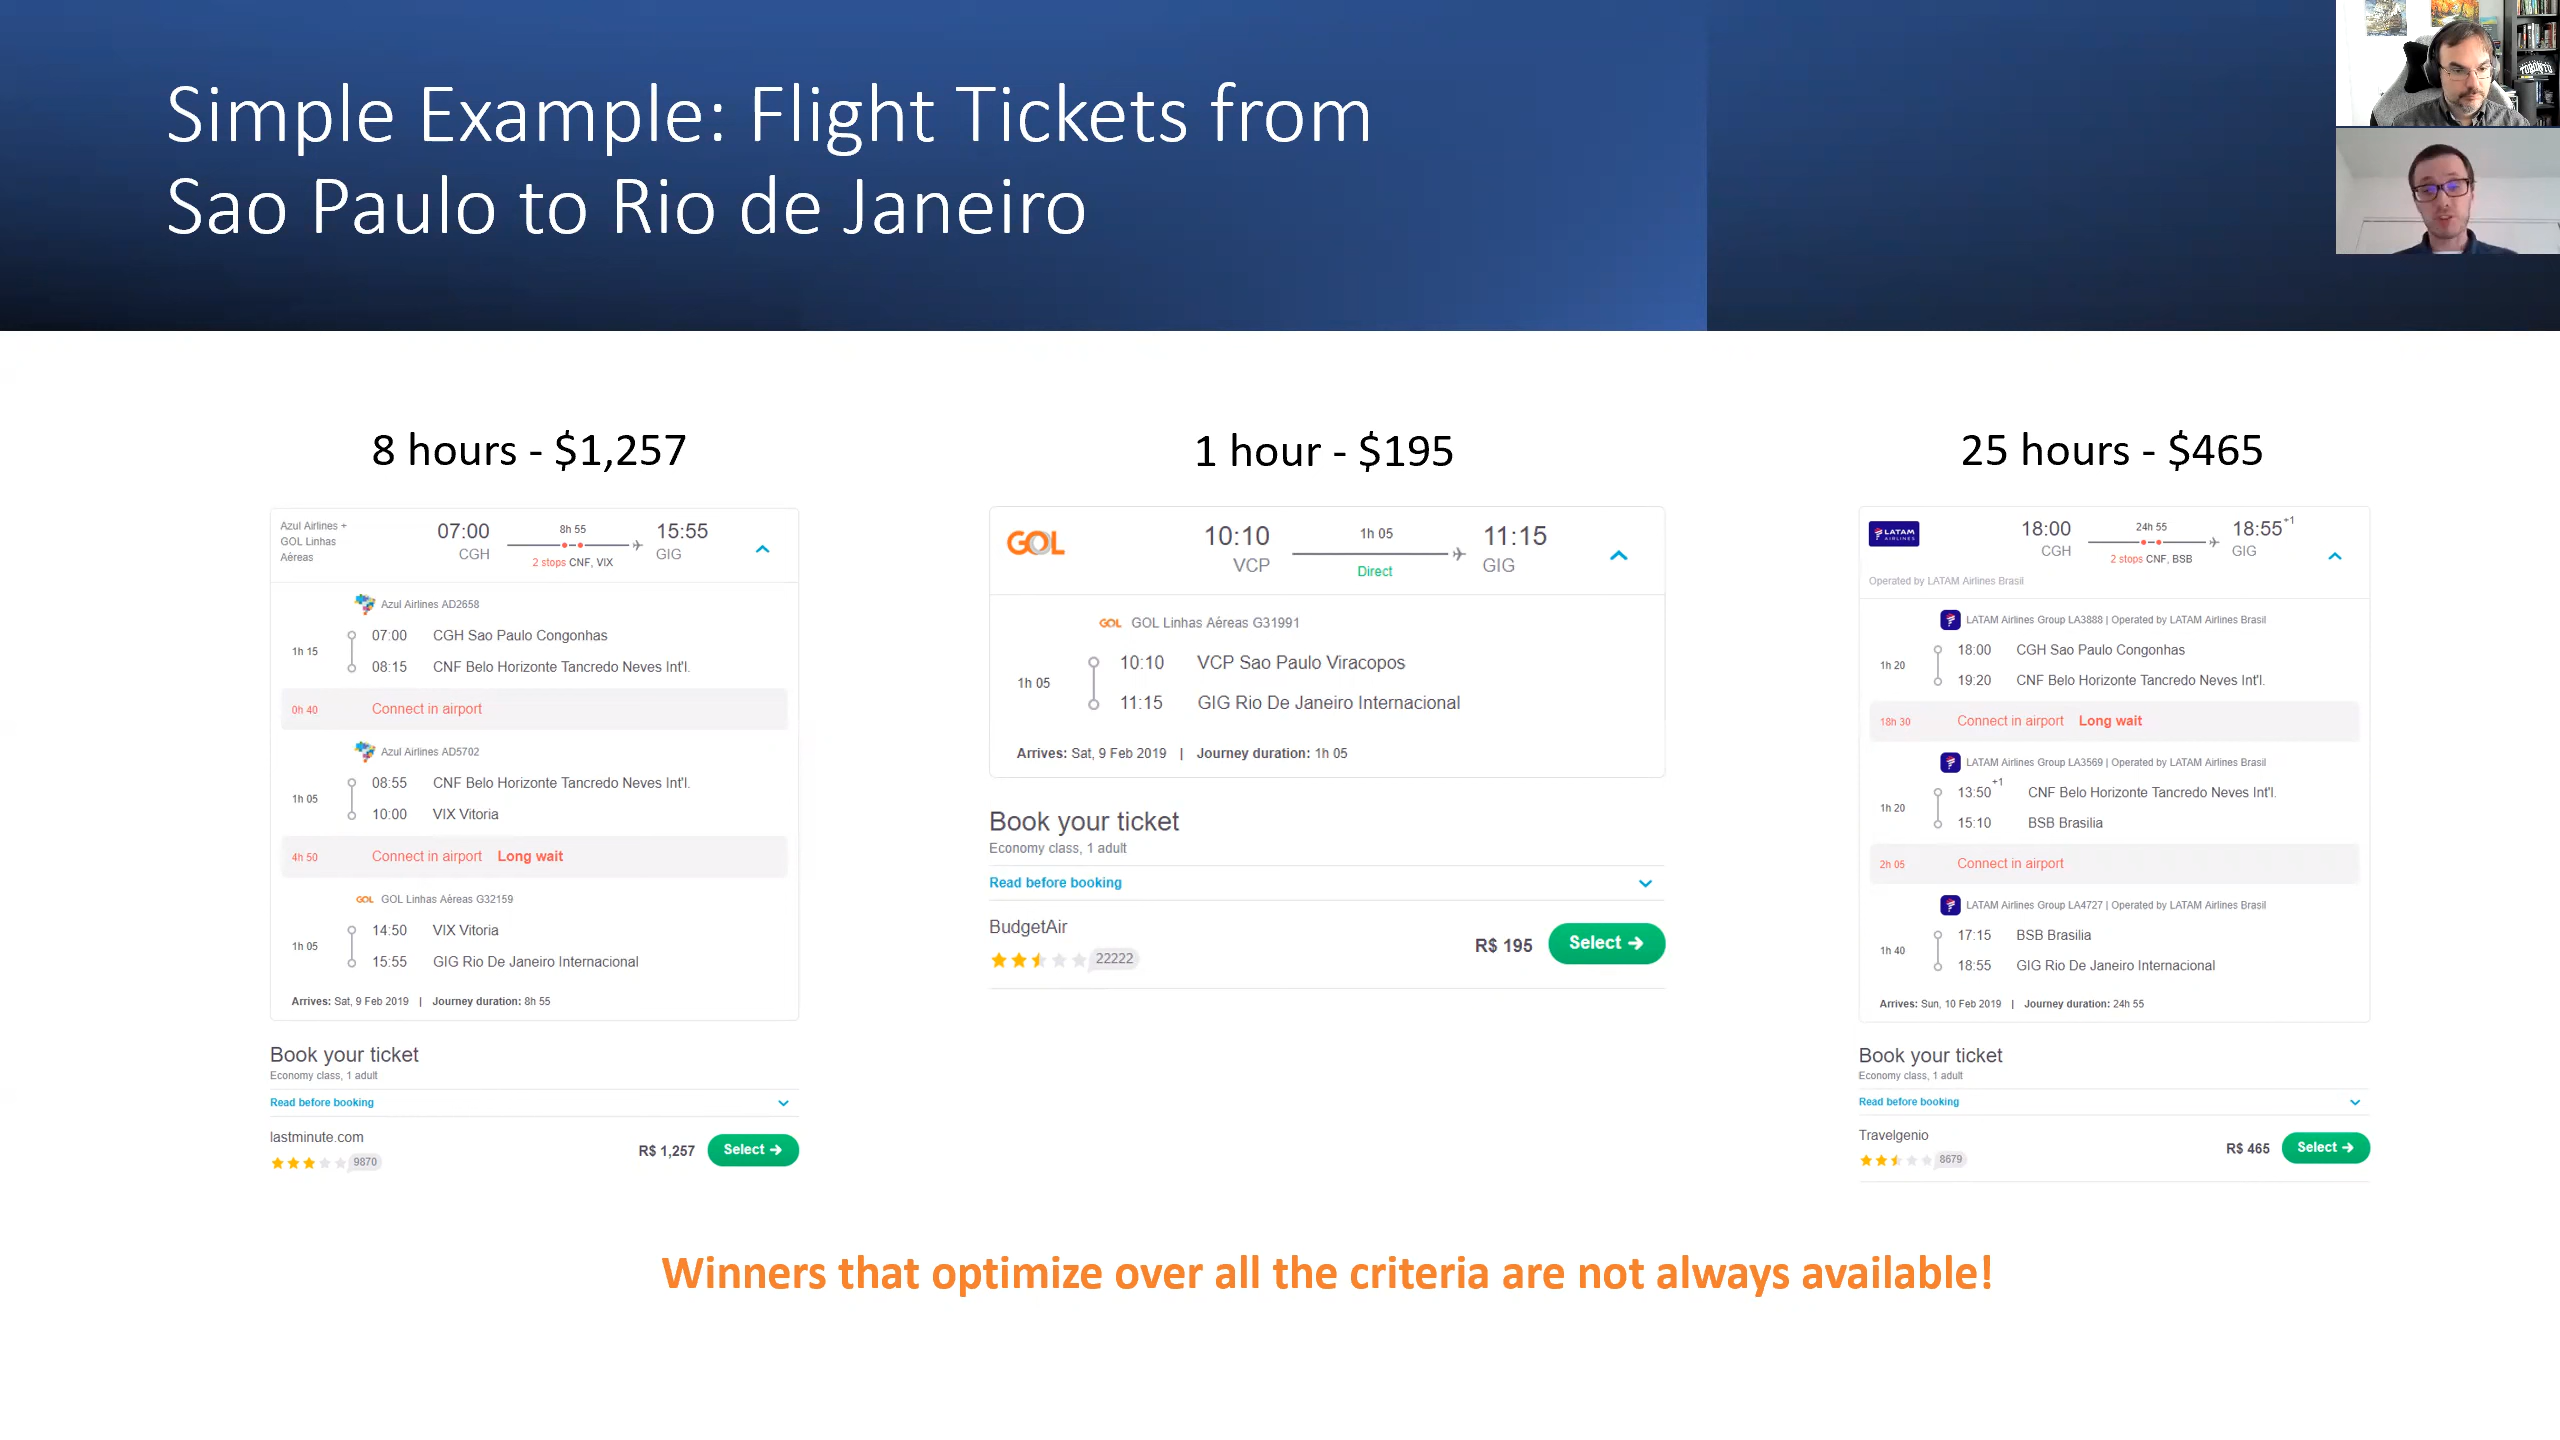 Simple Example: Flight Tickets from
Sao Paulo to Rio de Janeiro
8 hours - $1,257
Azul Airlines +
GOL Linhas
Aéreas
07:00
CGH
8h 55
2 stops CNF, VIX
15:55
GIG
Azul Airlines AD2658
1h 15
07:00 CGH Sao Paulo Congonhas
08:15 CNF Belo Horizonte Tancredo Neves Int'l.
0h 40 Connect in airport
Azul Airlines AD5702
1h 05
08:55 CNF Belo Horizonte Tancredo Neves Int'l.
10:00 VIX Vitoria
4h 50 Connect in airport Long wait
GOL GOL Linhas Aéreas G32159
1h 05
14:50 VIX Vitoria
15:55 GIG Rio De Janeiro Internacional
Arrives: Sat, 9 Feb 2019 | Journey duration: 8h 55
Book your ticket
Economy class, 1 adult
Read before booking
lastminute.com
9870
R$ 1,257 Select →
1 hour - $195
GOL
10:10
VCP
1h 05
Direct
11:15
GIG
GOL GOL Linhas Aéreas G31991
1h 05
10:10 VCP Sao Paulo Viracopos
11:15 GIG Rio De Janeiro Internacional
Arrives: Sat, 9 Feb 2019 | Journey duration: 1h 05
Book your ticket
Economy class, 1 adult
Read before booking
BudgetAir
22222
R$ 195 Select →
25 hours - $465
LATAM
AIRLINES
18:00
CGH
24h 55
2 stops CNF, BSB
18:55+1
GIG
Operated by LATAM Airlines Brasil
LATAM Airlines Group LA3888 | Operated by LATAM Airlines Brasil
1h 20
18:00 CGH Sao Paulo Congonhas
19:20 CNF Belo Horizonte Tancredo Neves Int'l.
18h 30 Connect in airport Long wait
LATAM Airlines Group LA3569 | Operated by LATAM Airlines Brasil
1h 20
13:50+1 CNF Belo Horizonte Tancredo Neves Int'l.
15:10 BSB Brasilia
2h 05 Connect in airport
LATAM Airlines Group LA4727 | Operated by LATAM Airlines Brasil
1h 40
17:15 BSB Brasilia
18:55 GIG Rio De Janeiro Internacional
Arrives: Sun, 10 Feb 2019 | Journey duration: 24h 55
Book your ticket
Economy class, 1 adult
Read before booking
Travelgenio
8679
R$ 465 Select →
Winners that optimize over all the criteria are not always available!
TORONTO